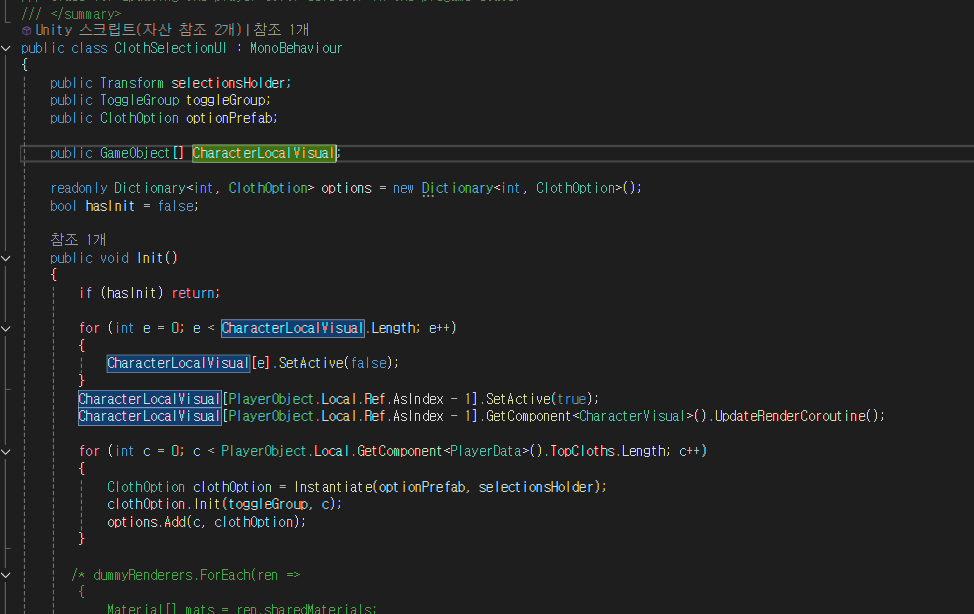 /// </summary>
Unity 스크립트(자산 참조 2개)|참조 1개
public class ClothSelectionUI : MonoBehaviour
{
public Transform selectionsHolder;
public ToggleGroup toggleGroup;
public ClothOption optionPrefab;
public GameObject[] CharacterLocalVisual;
readonly Dictionary<int, ClothOption> options = new Dictionary<int, ClothOption>();
bool hasInit = false;
참조 1개
public void Init()
{
if (hasInit) return;
for (int e = 0; e < CharacterLocalVisual.Length; e++)
{
CharacterLocalVisual[e].SetActive(false);
}
CharacterLocalVisual[PlayerObject.Local.Ref.AsIndex - 1].SetActive(true);
CharacterLocalVisual[PlayerObject.Local.Ref.AsIndex - 1].GetComponent<CharacterVisual>().UpdateRenderCoroutine();
for (int c = 0; c < PlayerObject.Local.GetComponent<PlayerData>().TopCloths.Length; c++)
{
ClothOption clothOption = Instantiate(optionPrefab, selectionsHolder);
clothOption.Init(toggleGroup, c);
options.Add(c, clothOption);
}
/* dummyRenderers.ForEach(ren =>
{
Material[] mats = ren.sharedMaterials;